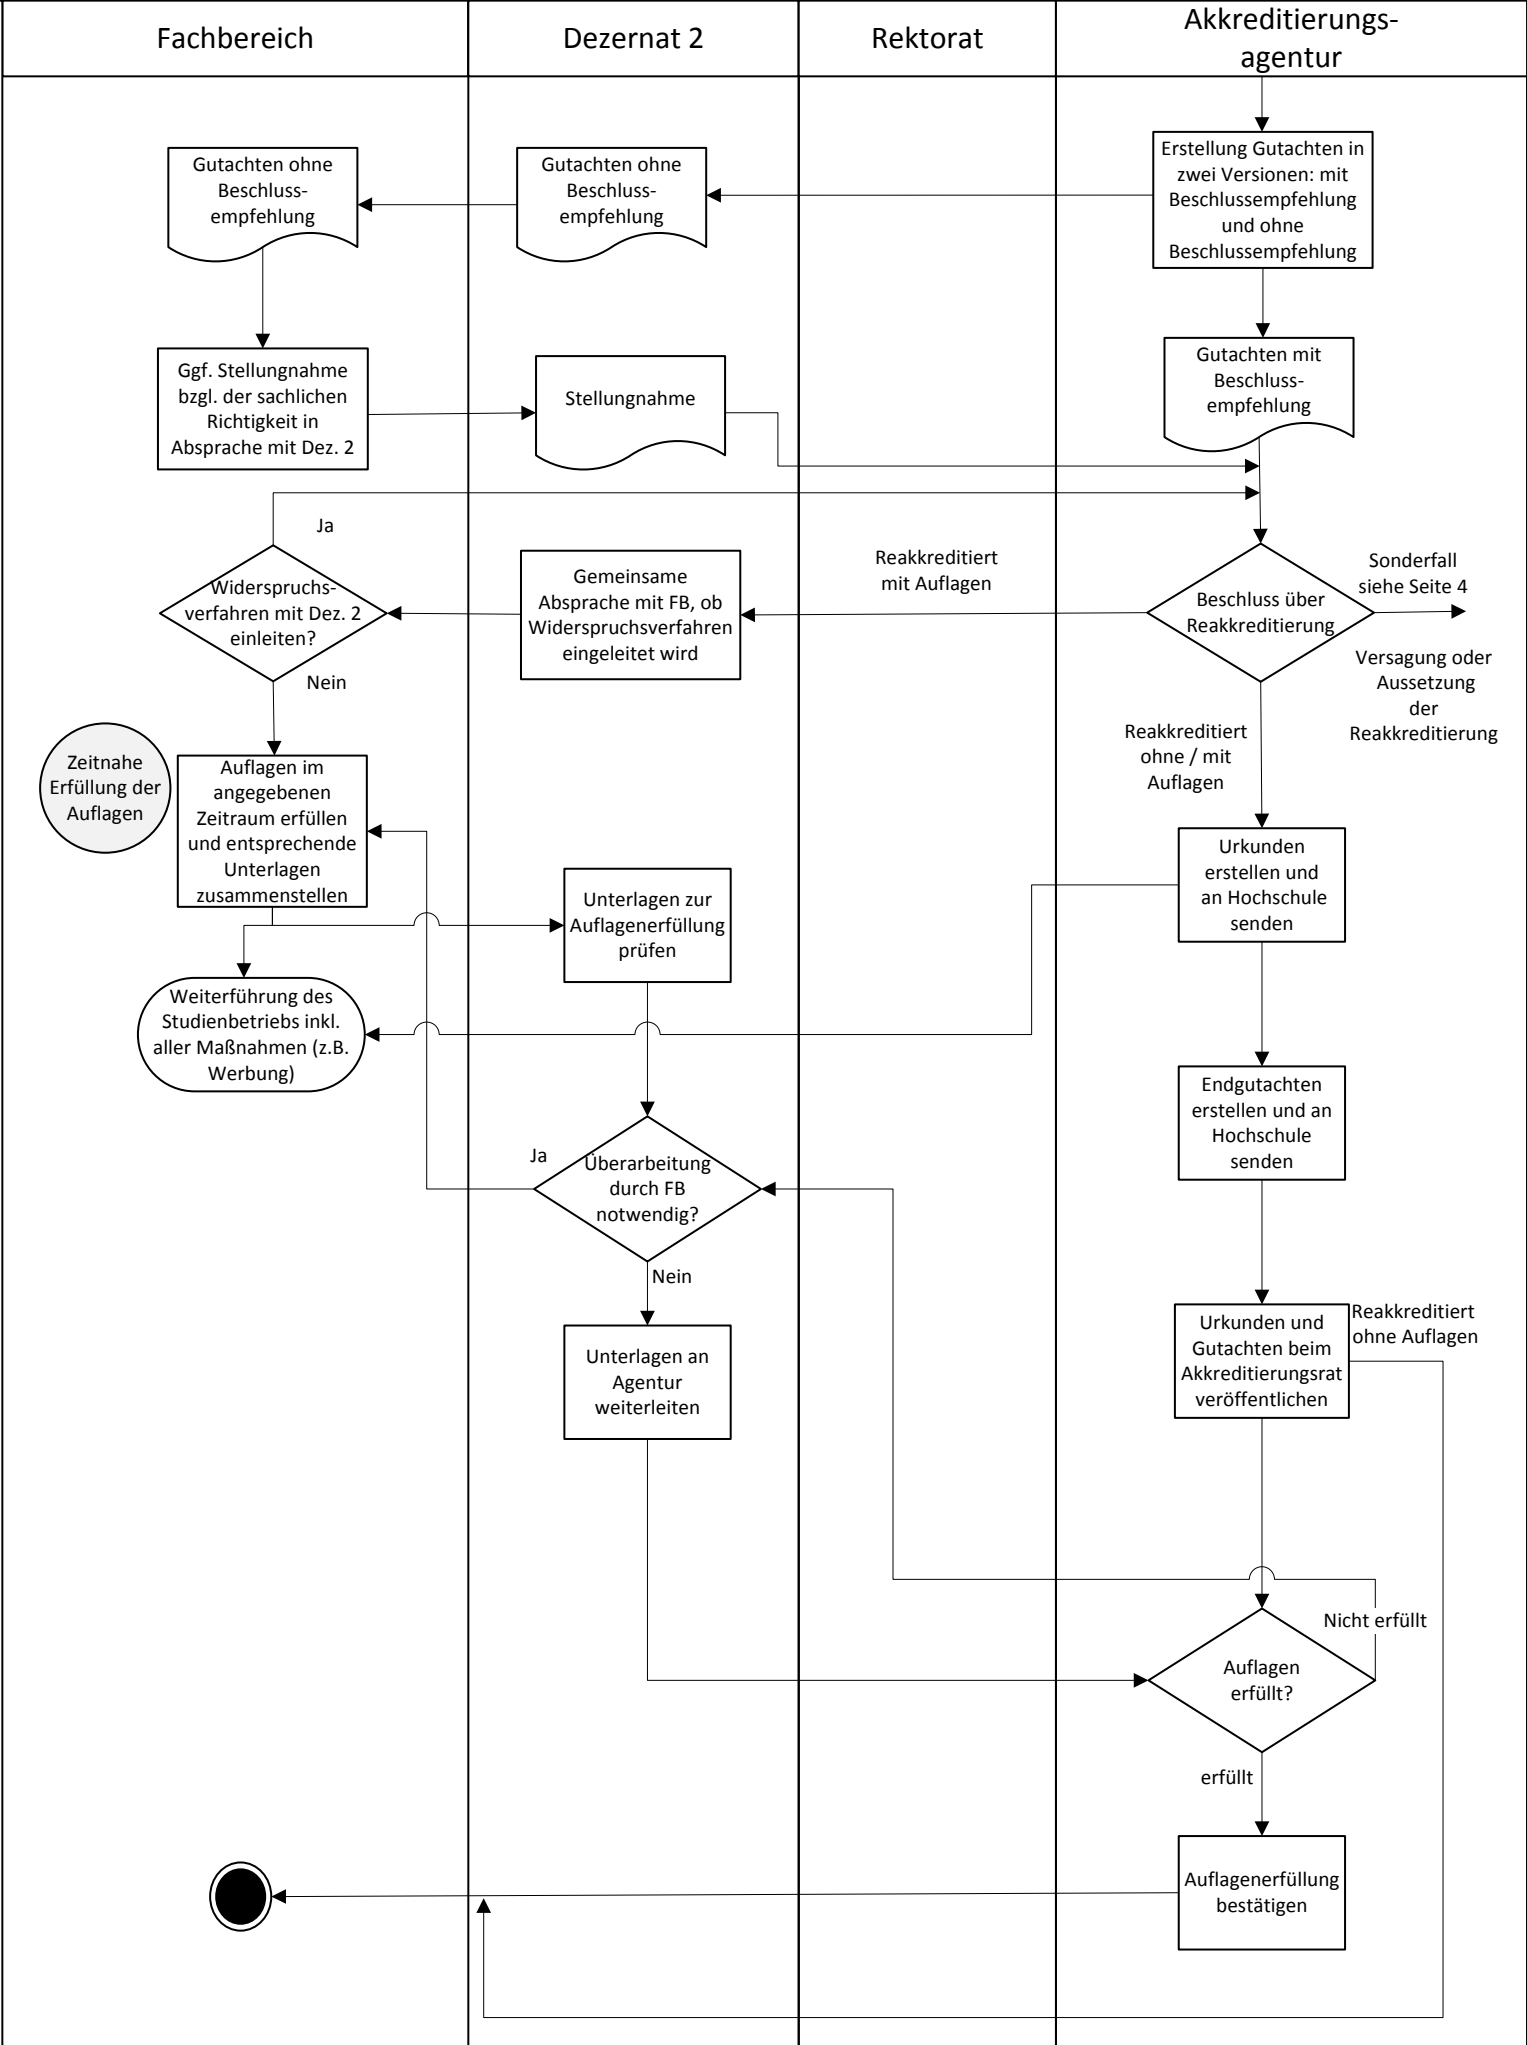 Fachbereich
Dezernat 2
Rektorat
Akkreditierungs-
agentur
Gutachten ohne
Beschluss-
empfehlung
Gutachten ohne
Beschluss-
empfehlung
Erstellung Gutachten in
zwei Versionen: mit
Beschlussempfehlung
und ohne
Beschlussempfehlung
Ggf. Stellungnahme
bzgl. der sachlichen
Richtigkeit in
Absprache mit Dez. 2
Stellungnahme
Gutachten mit
Beschluss-
empfehlung
Ja
Widerspruchs-
verfahren mit Dez. 2
einleiten?
Nein
Gemeinsame
Absprache mit FB, ob
Widerspruchsverfahren
eingeleitet wird
Reakkreditiert
mit Auflagen
Beschluss über
Reakkreditierung
Sonderfall
siehe Seite 4
Versagung oder
Aussetzung
der
Reakkreditierung
Reakkreditiert
ohne / mit
Auflagen
Zeitnahe
Erfüllung der
Auflagen
Auflagen im
angegebenen
Zeitraum erfüllen
und entsprechende
Unterlagen
zusammenstellen
Unterlagen zur
Auflagenerfüllung
prüfen
Urkunden
erstellen und
an Hochschule
senden
Weiterführung des
Studienbetriebs inkl.
aller Maßnahmen (z.B.
Werbung)
Endgutachten
erstellen und an
Hochschule
senden
Ja
Überarbeitung
durch FB
notwendig?
Nein
Unterlagen an
Agentur
weiterleiten
Urkunden und
Gutachten beim
Akkreditierungsrat
veröffentlichen
Reakkreditiert
ohne Auflagen
Nicht erfüllt
Auflagen
erfüllt?
erfüllt
Auflagenerfüllung
bestätigen